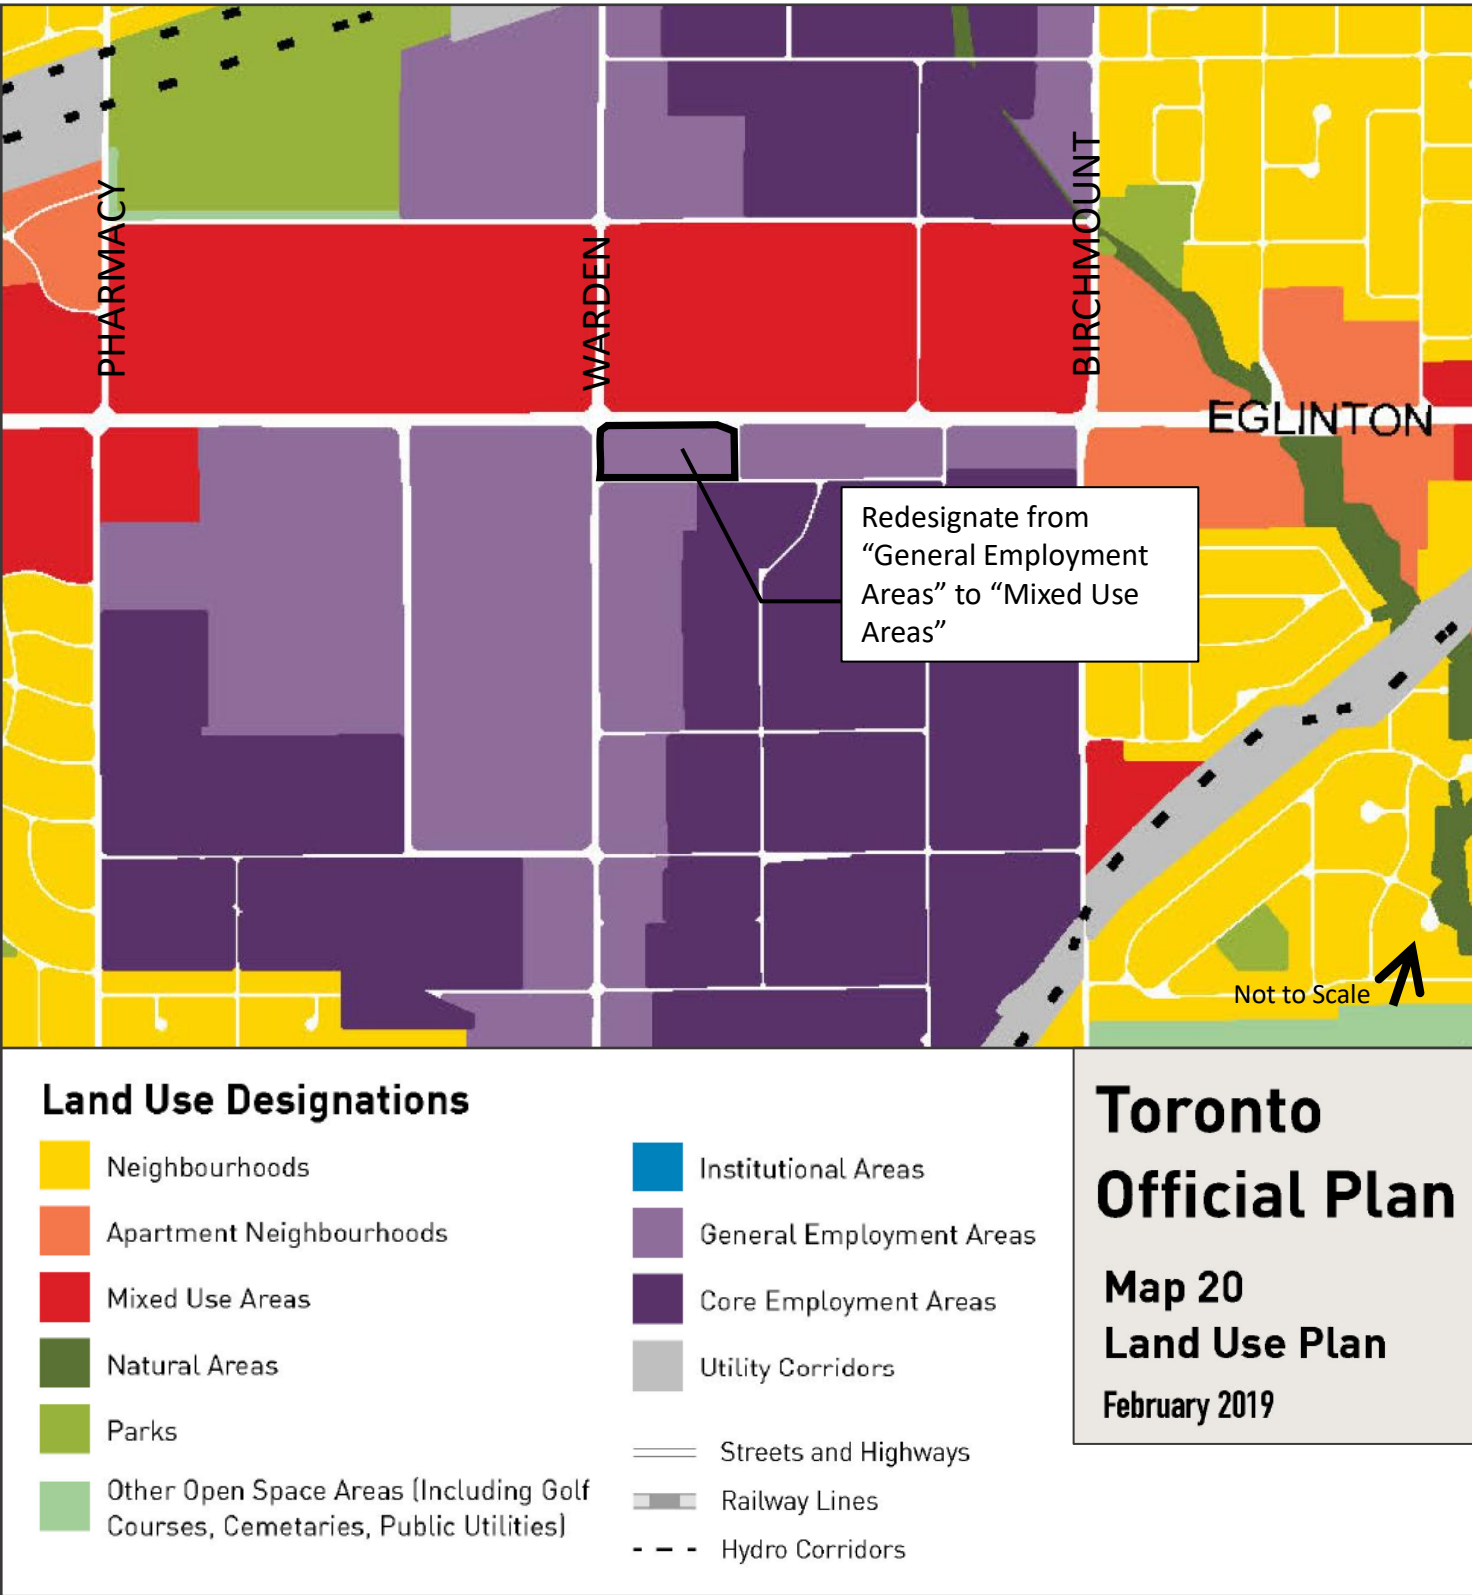 PHARMACY
WARDEN
BIRCHMOUNT
EGLINTON
Redesignate from
“General Employment
Areas” to “Mixed Use
Areas”
Not to Scale
Land Use Designations
Neighbourhoods
Apartment Neighbourhoods
Mixed Use Areas
Natural Areas
Parks
Other Open Space Areas (Including Golf
Courses, Cemetaries, Public Utilities)
Institutional Areas
General Employment Areas
Core Employment Areas
Utility Corridors
Streets and Highways
Railway Lines
Hydro Corridors
Toronto
Official Plan
Map 20
Land Use Plan
February 2019